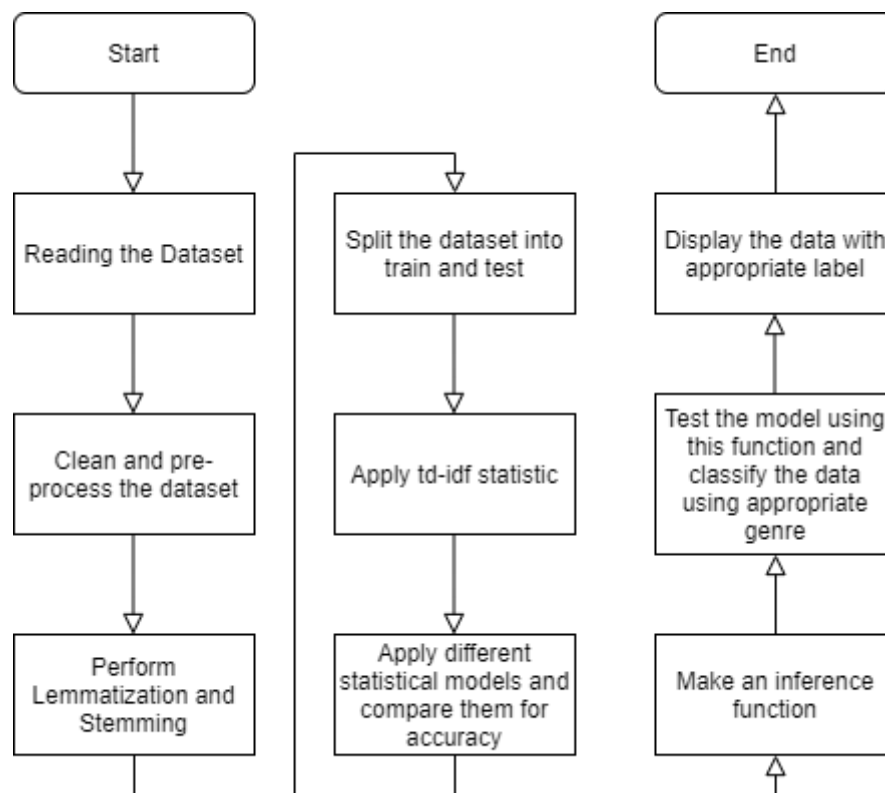 Start
Reading the Dataset
Clean and pre-
process the dataset
Perform
Lemmatization and
Stemming
Split the dataset into
train and test
Apply td-idf statistic
Apply different
statistical models and
compare them for
accuracy
Make an inference
function
Test the model using
this function and
classify the data
using appropriate
genre
Display the data with
appropriate label
End